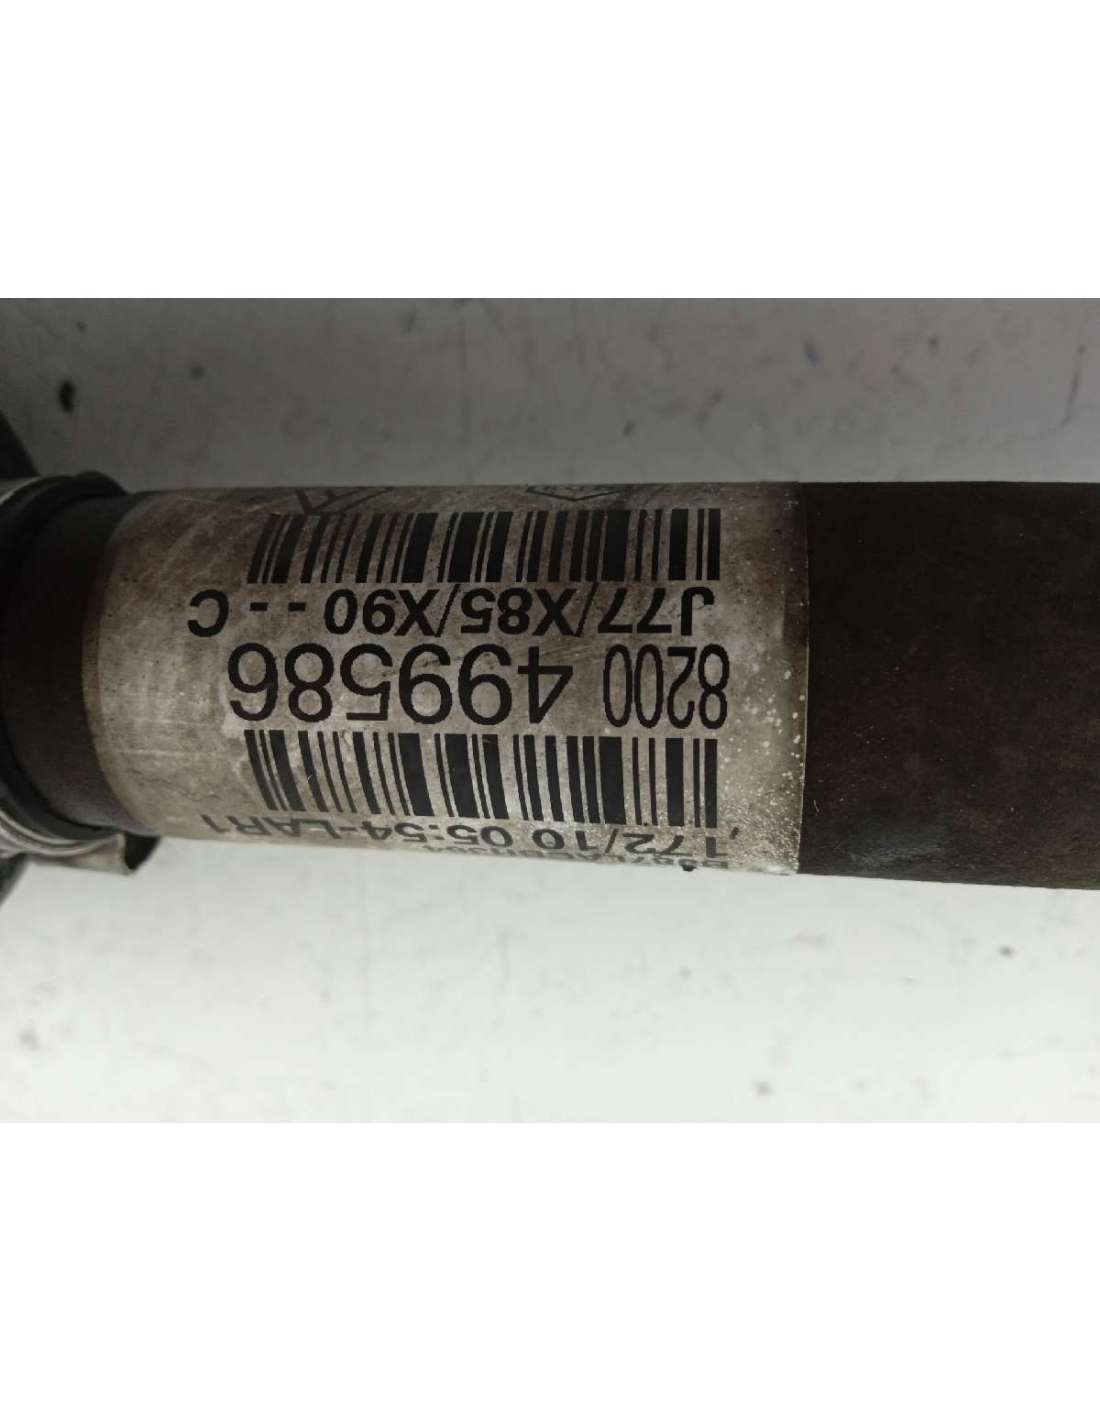 172/10 05:54-LAR1
8200 499586
J77/X85/X90 - - C